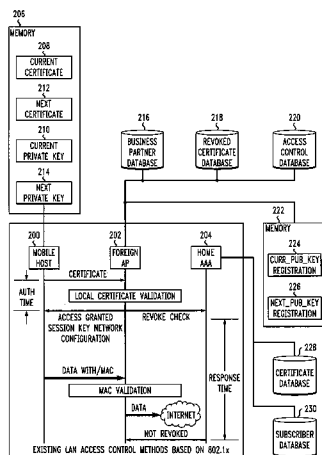 206
MEMORY
208
CURRENT
CERTIFICATE
212
NEXT
CERTIFICATE
210
CURRENT
PRIVATE KEY
214
NEXT
PRIVATE KEY
216
BUSINESS
PARTNER
DATABASE
218
REVOKED
CERTIFICATE
DATABASE
220
ACCESS
CONTROL
DATABASE
222
MEMORY
224
CURR_PUB_KEY
REGISTRATION
226
NEXT_PUB_KEY
REGISTRATION
228
CERTIFICATE
DATABASE
230
SUBSCRIBER
DATABASE
200
MOBILE
HOST
202
FOREIGN
AP
204
HOME
AAA
CERTIFICATE
AUTH
TIME
LOCAL CERTIFICATE VALIDATION
ACCESS GRANTED
SESSION KEY NETWORK
CONFIGURATION
REVOKE CHECK
DATA WITH/MAC
RESPONSE
TIME
MAC VALIDATION
DATA
INTERNET
NOT REVOKED
EXISTING LAN ACCESS CONTROL METHODS BASED ON 802.1x